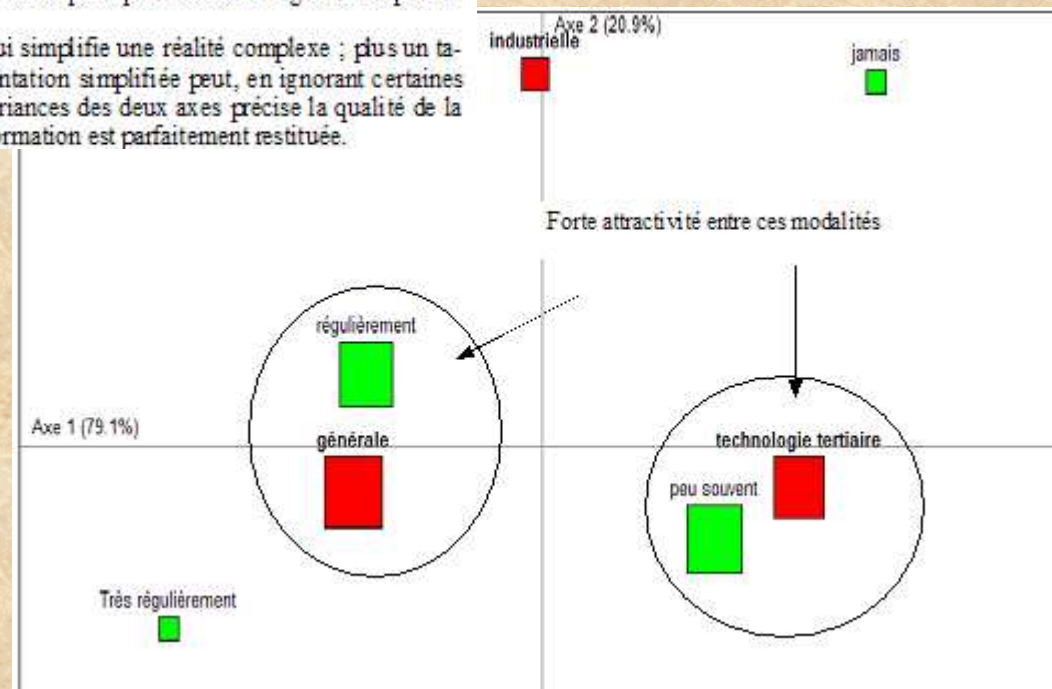 ui simplifie une réalité complexe ; plus un ta-
entation simplifiée peut, en ignorant certaines
riances des deux axes précise la qualité de la
ormation est parfaitement restituée.
Axe 2 (20.9%)
industrielle
jamais
Forte attractivité entre ces modalités
régulièrement
Axe 1 (79.1%)
générale
technologie tertiaire
peu souvent
Très régulièrement